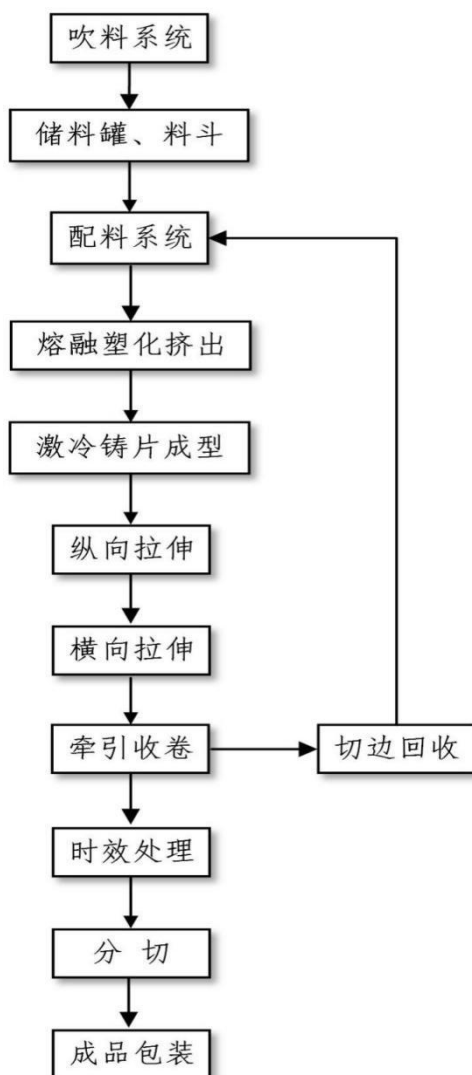 吹料系统
储料罐、料斗
配料系统
熔融塑化挤出
激冷铸片成型
纵向拉伸
横向拉伸
牵引收卷
切边回收
时效处理
分 切
成品包装